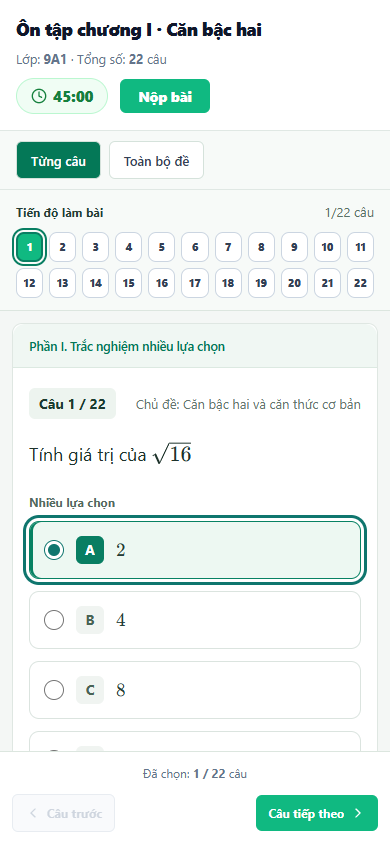 Ôn tập chương I · Căn bậc hai
Lớp: 9A1 · Tổng số: 22 câu
45:00 Nộp bài
Từng câu Toàn bộ đề
Tiến độ làm bài 1/22 câu
1 2 3 4 5 6 7 8 9 10 11
12 13 14 15 16 17 18 19 20 21 22
Phần I. Trắc nghiệm nhiều lựa chọn
Câu 1 / 22 Chủ đề: Căn bậc hai và căn thức cơ bản
Tính giá trị của √16
Nhiều lựa chọn
A 2
B 4
C 8
Đã chọn: 1 / 22 câu
Câu trước Câu tiếp theo